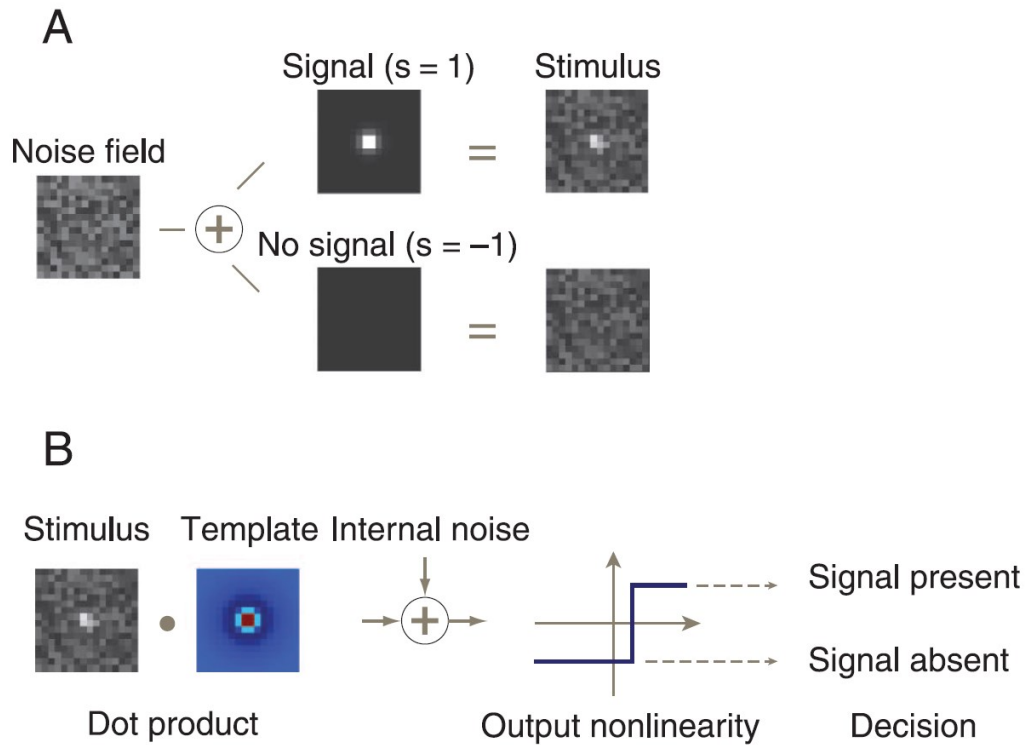 A
Signal (s = 1)
Stimulus
Noise field
No signal (s = –1)
B
Stimulus
Template
Internal noise
Signal present
Signal absent
Dot product
Output nonlinearity
Decision